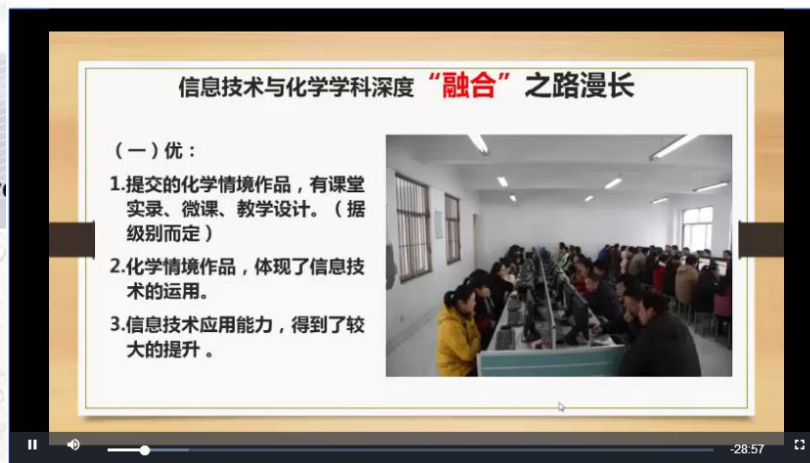 信息技术与化学学科深度“融合”之路漫长
（一）优：
1.提交的化学情境作品，有课堂
实录、微课、教学设计。（据
级别而定）
2.化学情境作品，体现了信息技
术的运用。
3.信息技术应用能力，得到了较
大的提升 。
-28:57